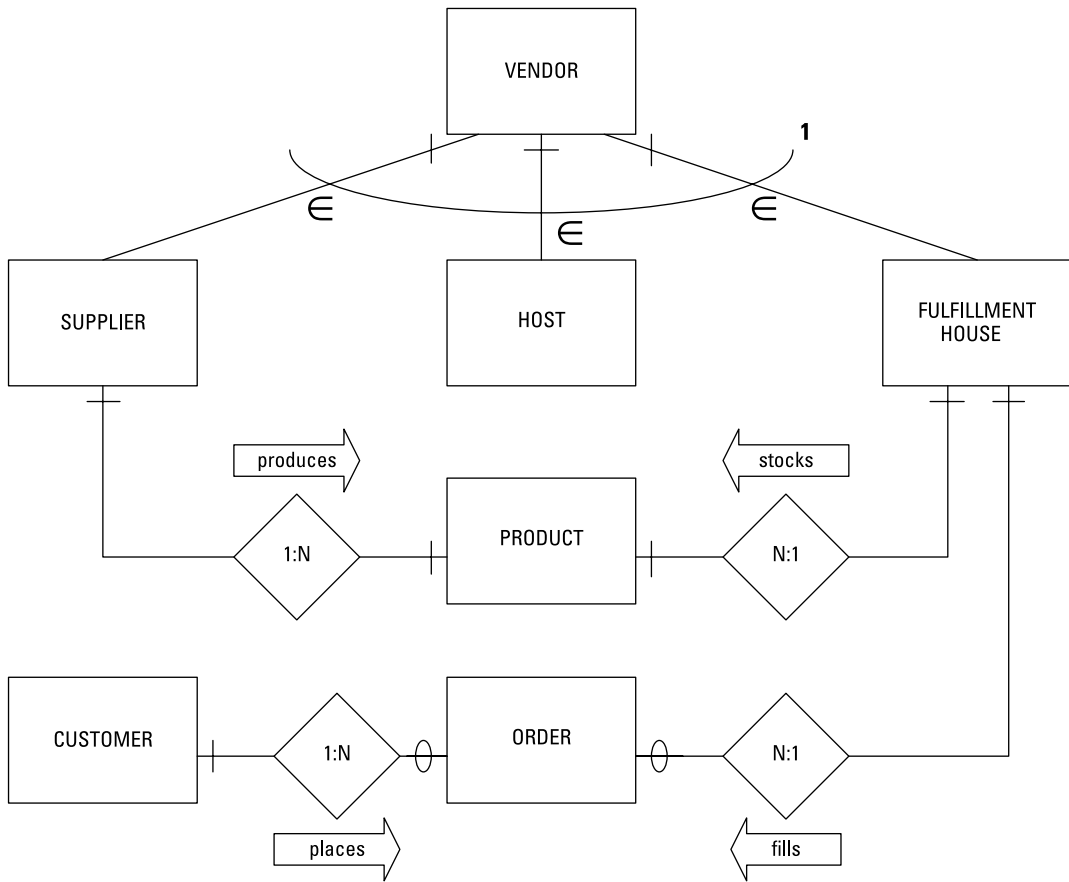 VENDOR
1
∈
∈
∈
SUPPLIER
HOST
FULFILLMENT
HOUSE
produces
stocks
1:N
PRODUCT
N:1
CUSTOMER
1:N
ORDER
N:1
places
fills